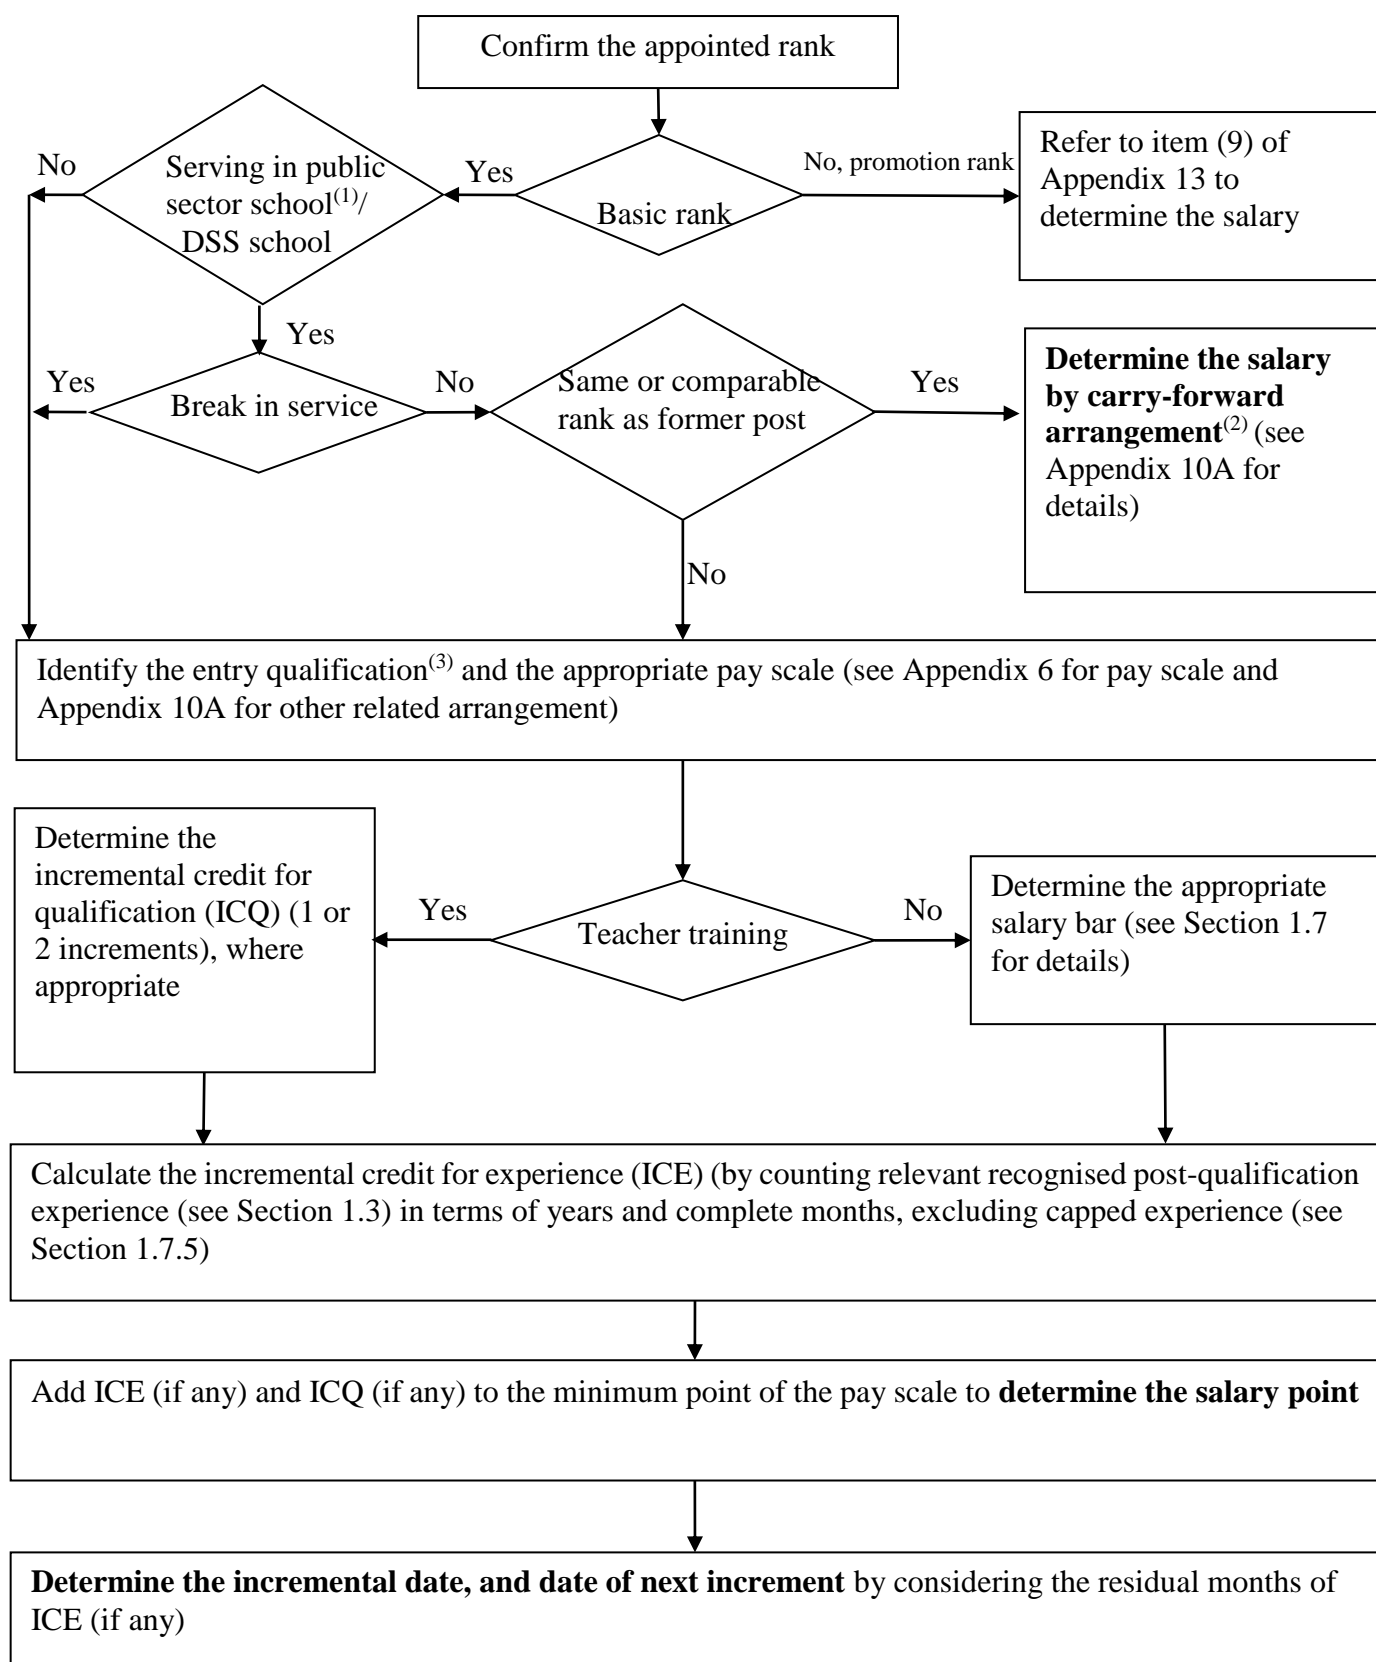 Confirm the appointed rank
No
Serving in public
sector school(1)/
DSS school
Yes
Basic rank
No, promotion rank
Refer to item (9) of
Appendix 13 to
determine the salary
Yes
Yes
Break in service
No
Same or comparable
rank as former post
Yes
Determine the salary
by carry-forward
arrangement(2) (see
Appendix 10A for
details)
No
Identify the entry qualification(3) and the appropriate pay scale (see Appendix 6 for pay scale and
Appendix 10A for other related arrangement)
Determine the
incremental credit for
qualification (ICQ) (1 or
2 increments), where
appropriate
Yes
Teacher training
No
Determine the appropriate
salary bar (see Section 1.7
for details)
Calculate the incremental credit for experience (ICE) (by counting relevant recognised post-qualification
experience (see Section 1.3) in terms of years and complete months, excluding capped experience (see
Section 1.7.5)
Add ICE (if any) and ICQ (if any) to the minimum point of the pay scale to determine the salary point
Determine the incremental date, and date of next increment by considering the residual months of
ICE (if any)